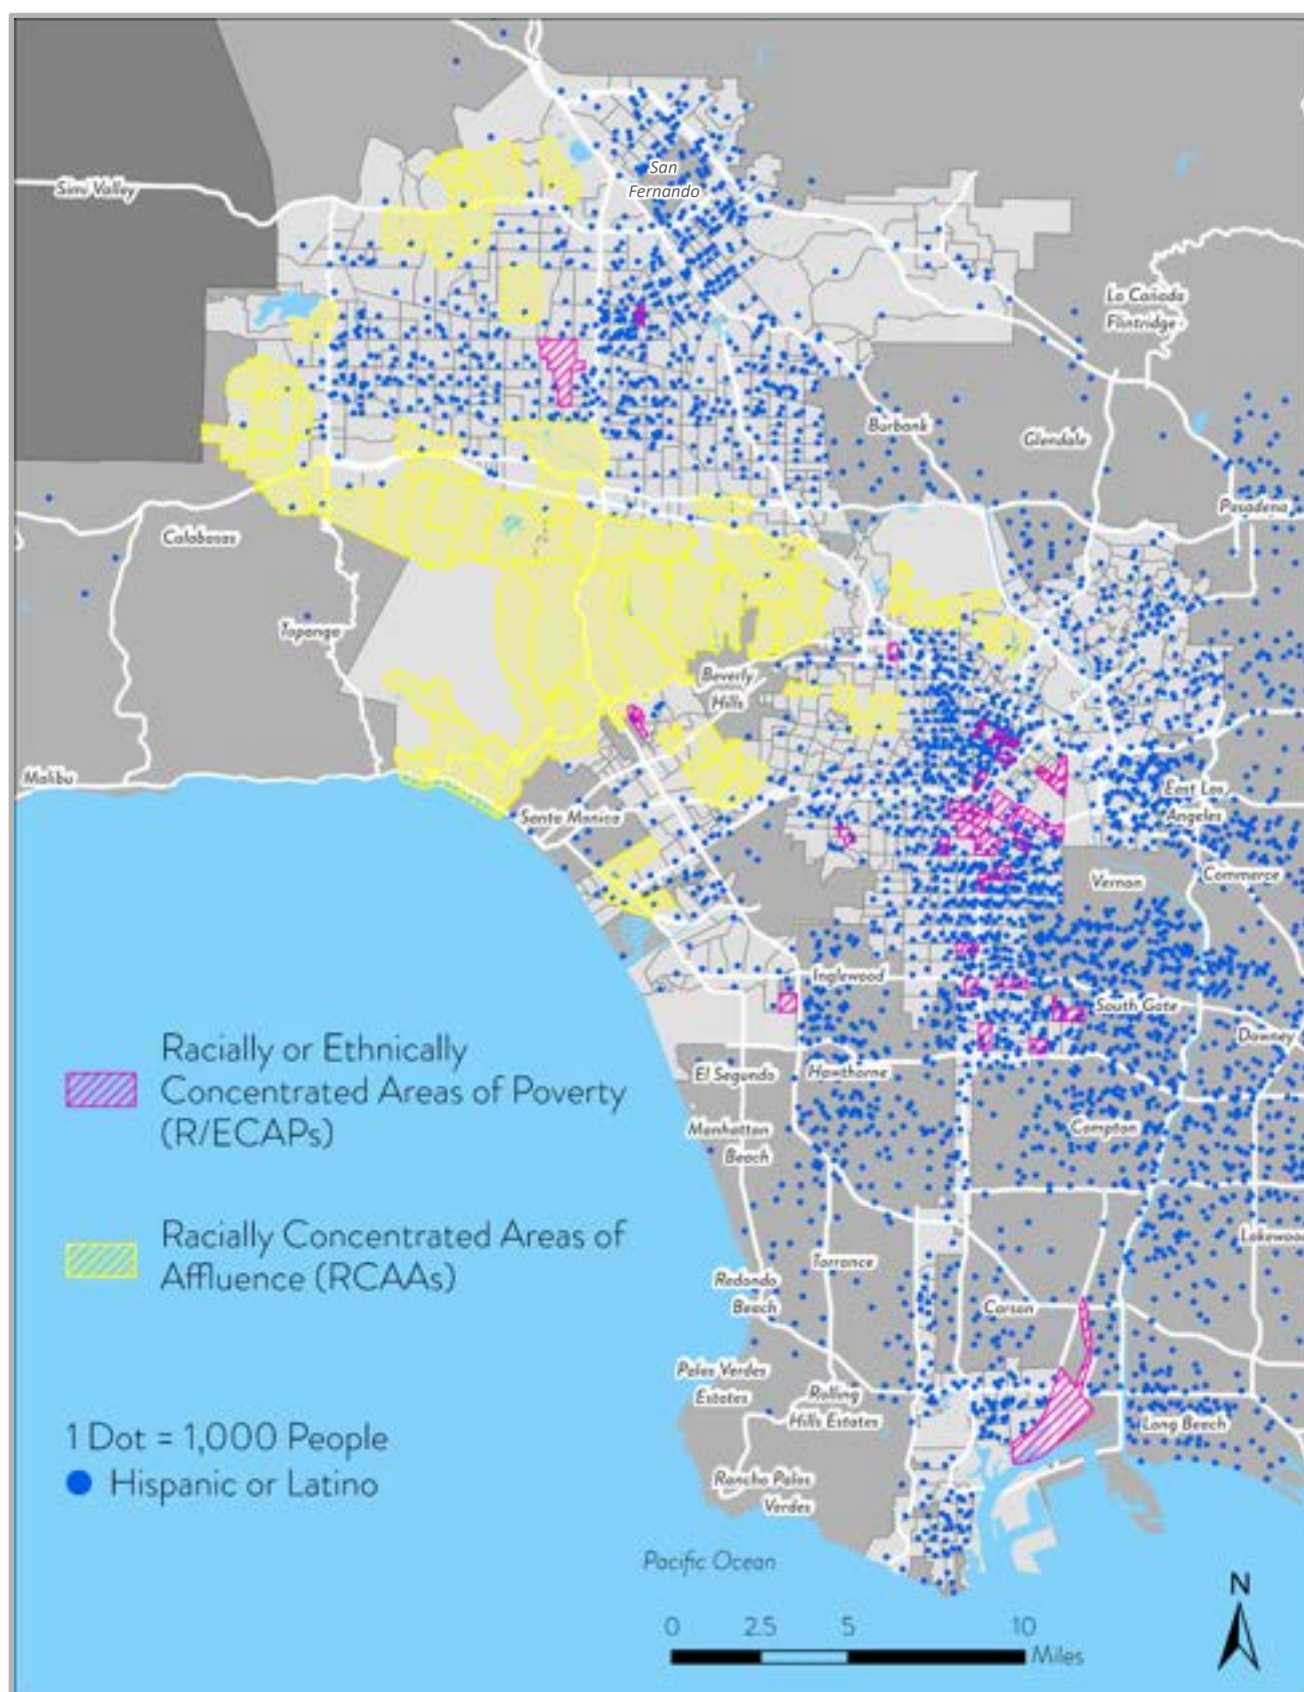 San
Fernando
Simi Valley
La Cañada
Flintridge
Burbank
Glendale
Pasadena
Calabasas
Topanga
Beverly
Hills
Malibu
Santa Monica
East Los
Angeles
Vernon
Commerce
Inglewood
South Gate
Downey
El Segundo
Hawthorne
Manhattan
Beach
Compton
Racially or Ethnically
Concentrated Areas of Poverty
(R/ECAPs)
Racially Concentrated Areas of
Affluence (RCAAs)
Torrance
Lakewood
Redondo
Beach
Carson
Palos Verdes
Estates
Rolling
Hills Estates
Long Beach
1 Dot = 1,000 People
Hispanic or Latino
Rancho Palos
Verdes
Pacific Ocean
N
0 2.5 5 10
Miles